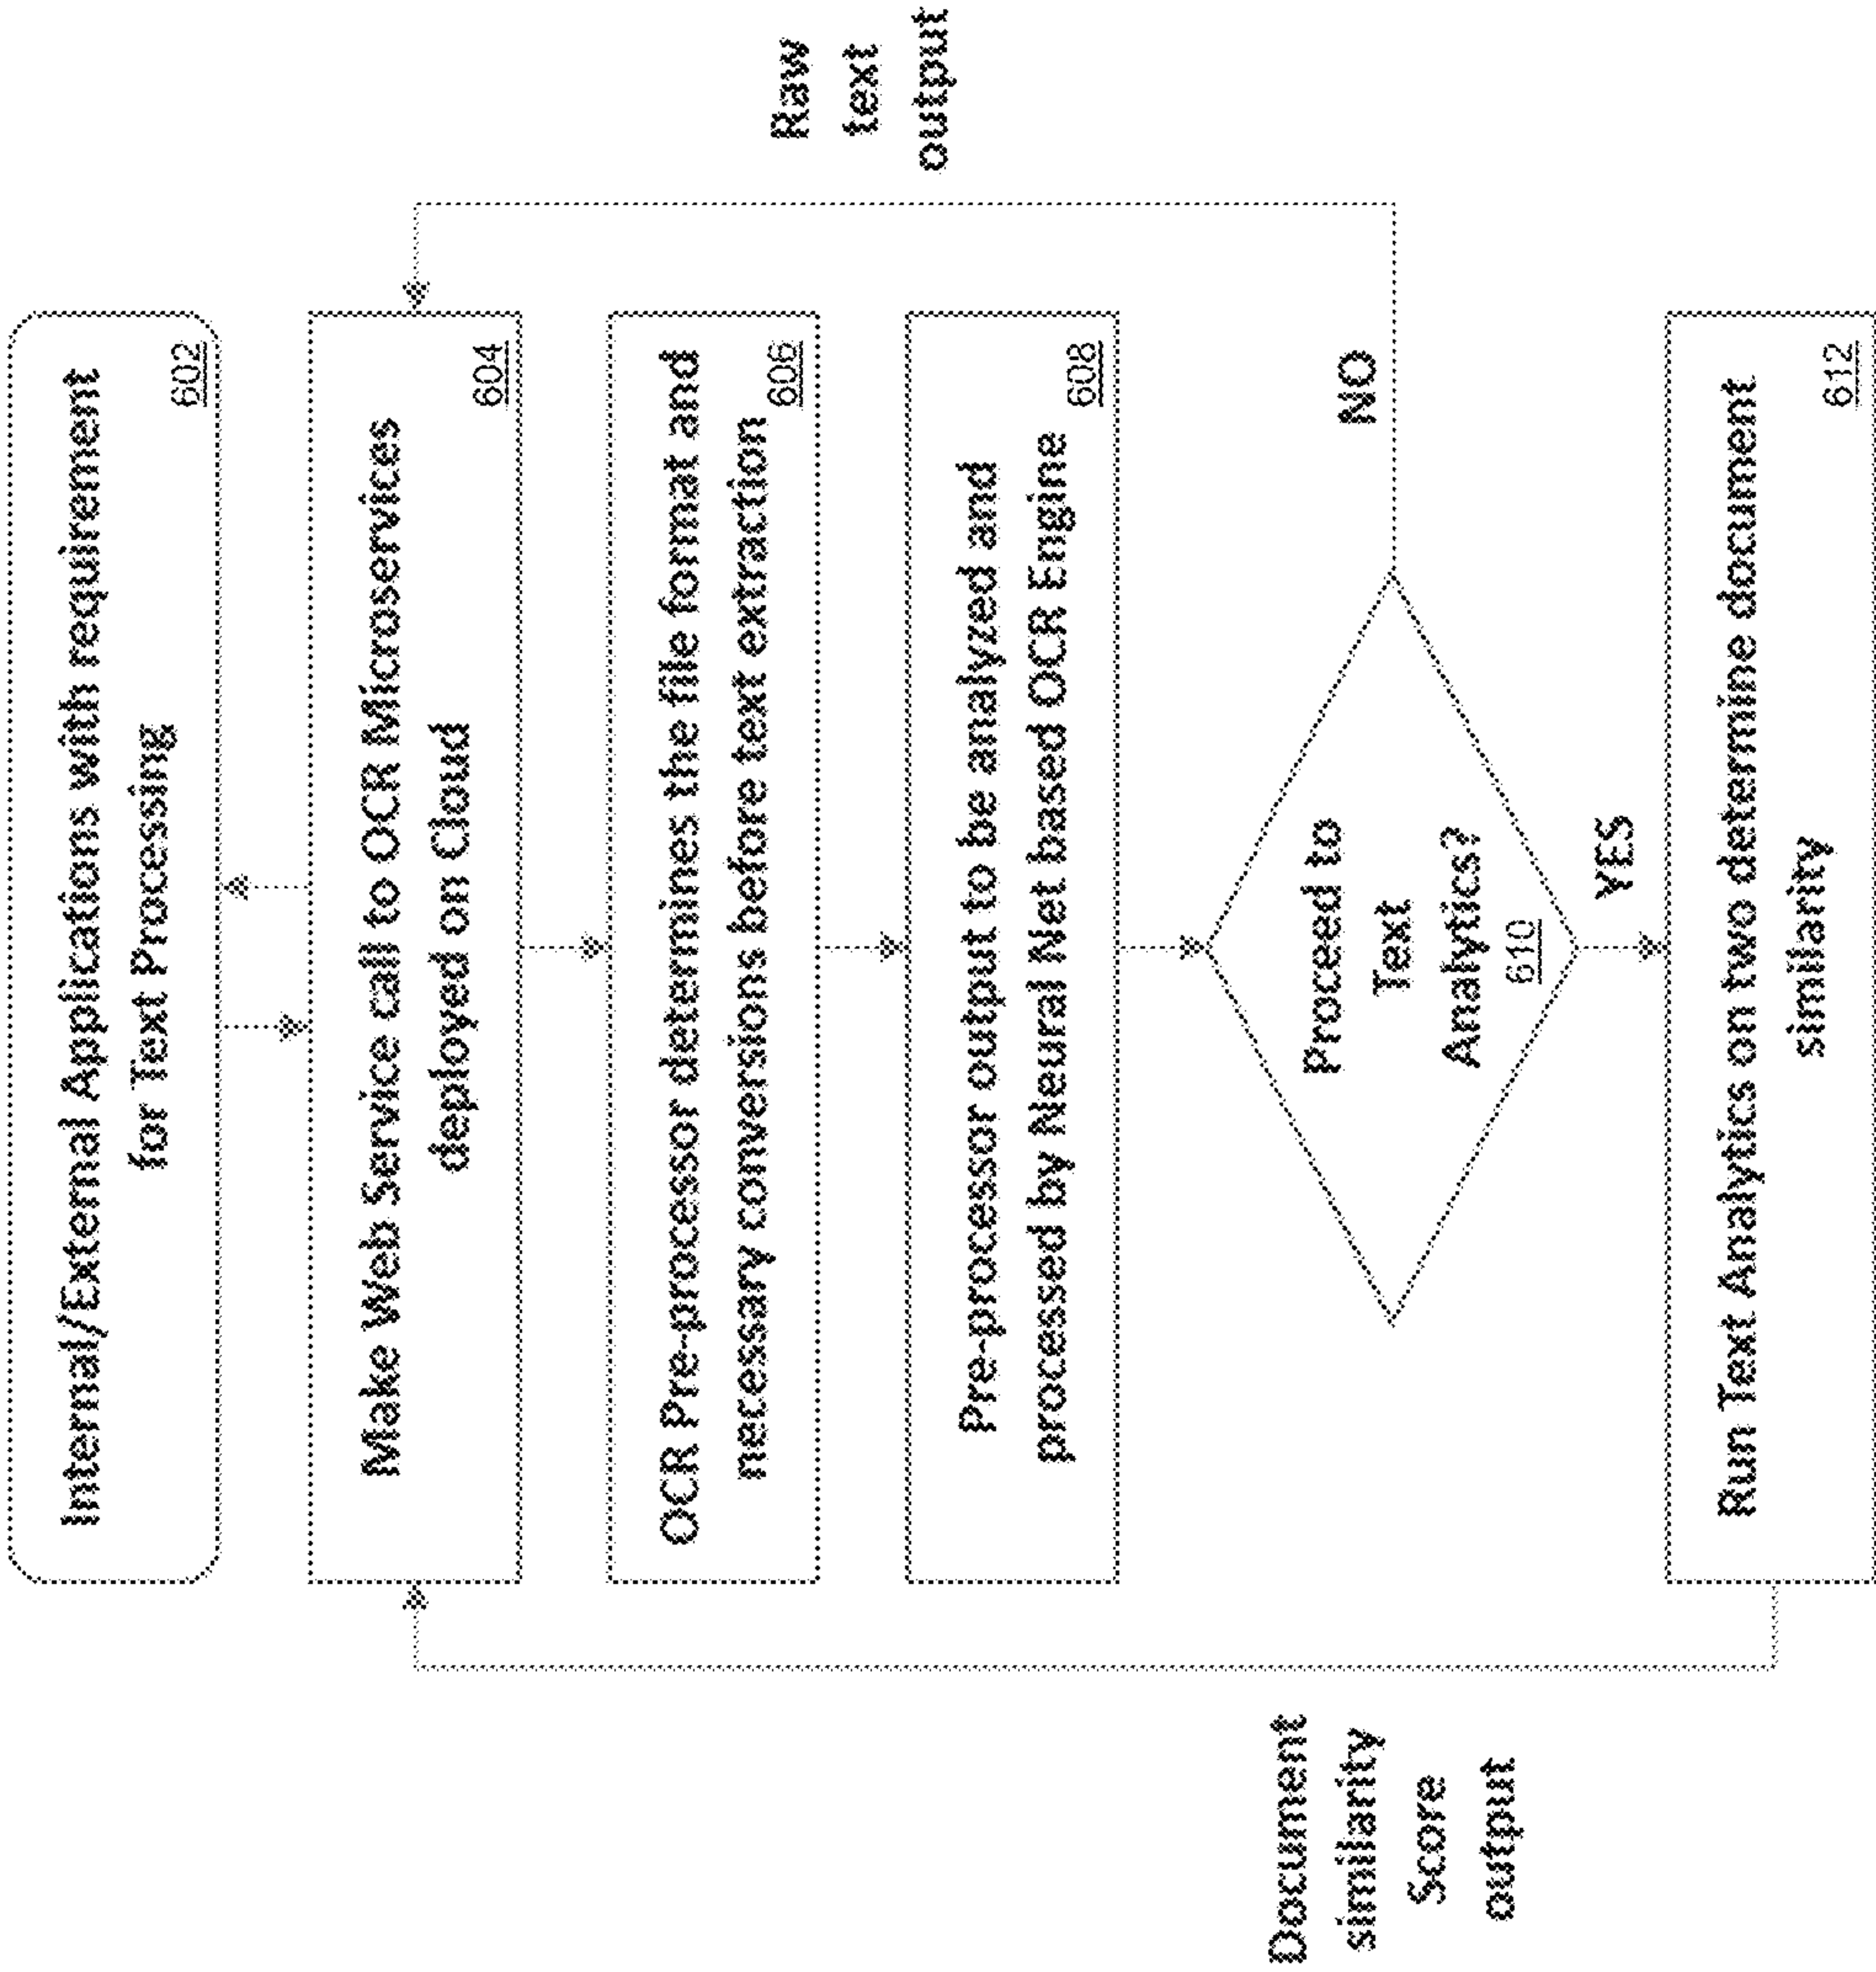 Internal/External Applications with requirement
for Text Processing
602
Make Web Service call to OCR Microservices
deployed on Cloud
604
OCR Pre-processor determines the file format and
necessary conversions before text extraction
606
Pre-processor output to be analyzed and
processed by Neural Net based OCR Engine
608
Proceed to
Text
Analytics?
610
NO
Raw
text
output
YES
Run Text Analytics on two determine document
similarity
612
Document
similarity
Score
output